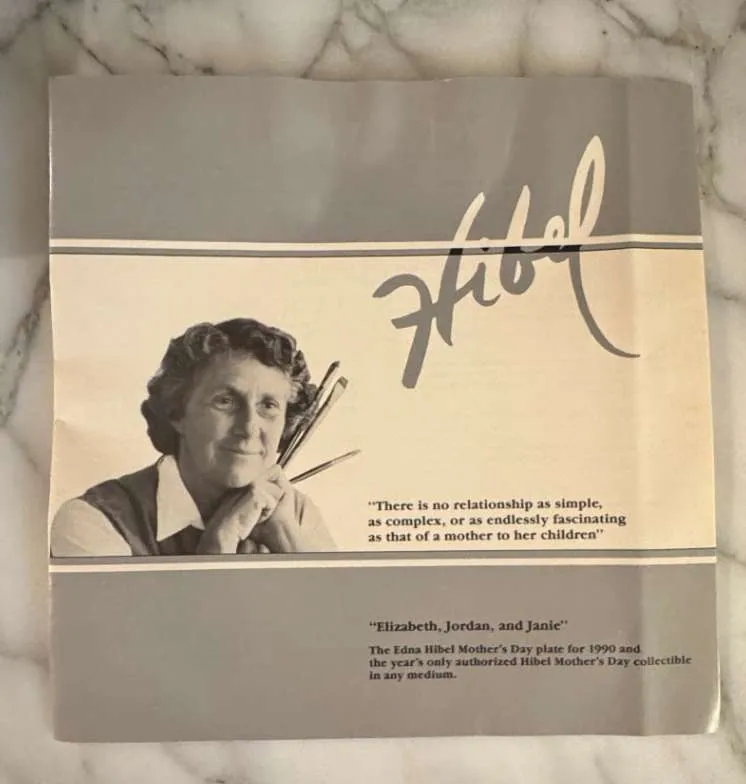 Hibel
"There is no relationship as simple,
as complex, or as endlessly fascinating
as that of a mother to her children"
"Elizabeth, Jordan, and Janie"
The Edna Hibel Mother's Day plate for 1990 and
the year's only authorized Hibel Mother's Day collectible
in any medium.